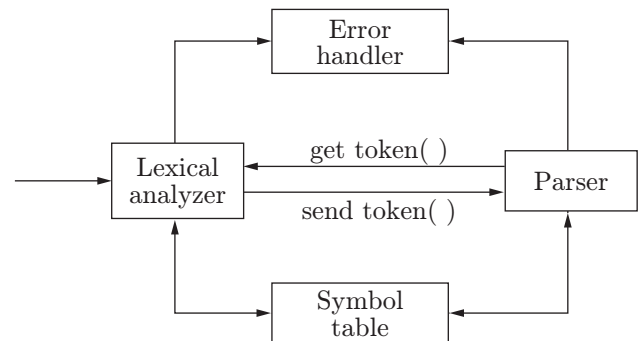 Error
handler
get token( )
Lexical
analyzer
Parser
send token( )
Symbol
table